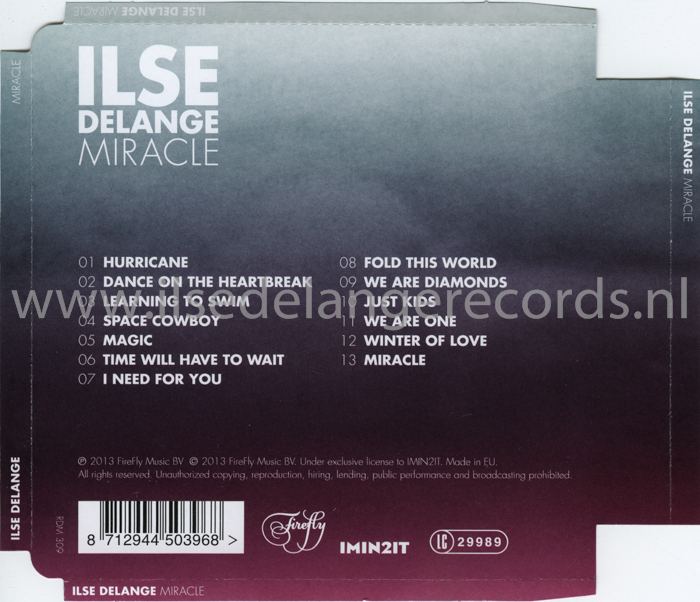 ILSE DELANGE MIRACLE
MIRACLE
ILSE
DELANGE
MIRACLE
ILSE DELANGE MIRACLE
01 HURRICANE
02 DANCE ON THE HEARTBREAK
03 LEARNING TO SWIM
04 SPACE COWBOY
05 MAGIC
06 TIME WILL HAVE TO WAIT
07 I NEED FOR YOU
08 FOLD THIS WORLD
09 WE ARE DIAMONDS
10 JUST KIDS
11 WE ARE ONE
12 WINTER OF LOVE
13 MIRACLE
www.ilsedelangerecords.nl
℗ 2013 FireFly Music BV © 2013 FireFly Music BV. Under exclusive license to IMIN2IT. Made in EU.
All rights reserved. Unauthorized copying, reproduction, hiring, lending, public performance and broadcasting prohibited.
ILSE DELANGE
RDM 309
8 712944 503968 >
Firefly
IMIN2IT
LC 29989
ILSE DELANGE MIRACLE